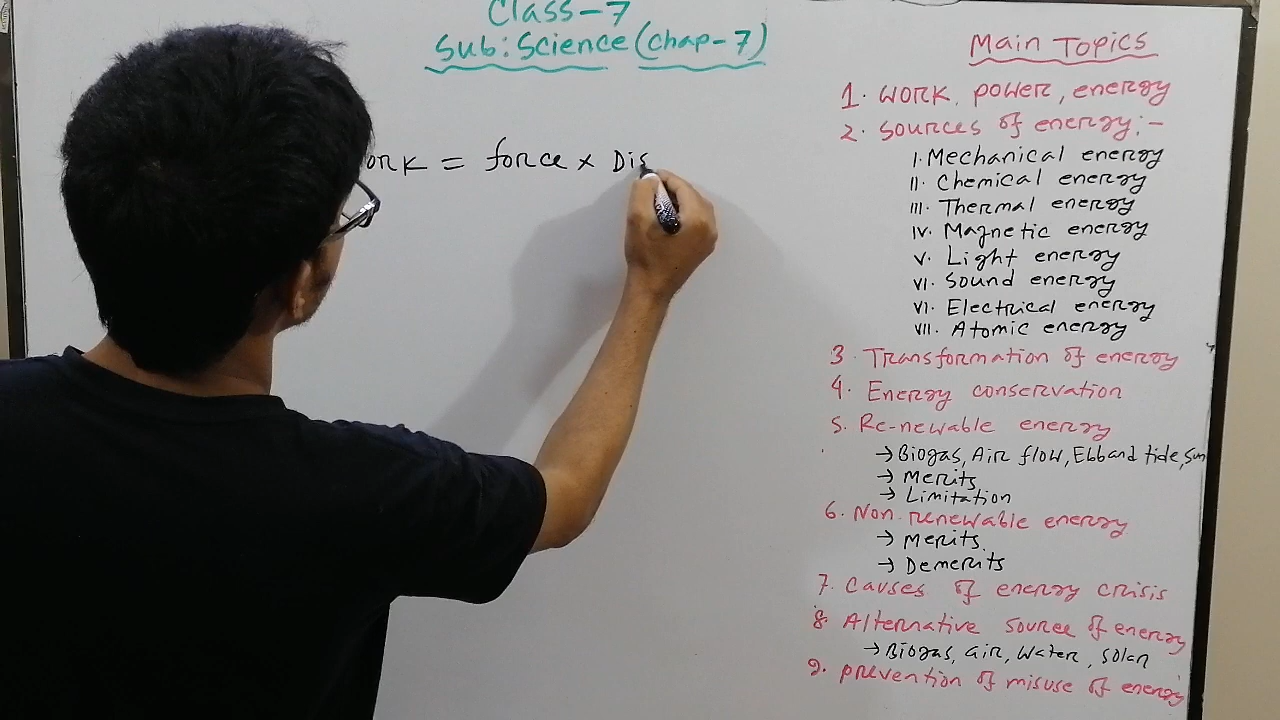 Class-7
Sub: Science (chap-7)
ork = force × Dis
Main Topics
1. work, power, energy
2. sources of energy:-
I. Mechanical energy
II. Chemical energy
III. Thermal energy
IV. Magnetic energy
V. Light energy
VI. Sound energy
VI. Electrical energy
VII. Atomic energy
3. Transformation of energy
4. Energy conservation
5. Re-newable energy
→ Biogas, Air flow, Ebb and tide, sun
→ Merits
→ Limitation
6. Non-renewable energy
→ Merits
→ Demerits
7. Causes of energy crisis
8. Alternative source of energy
→ Biogas, air, water, solar
9. prevention of misuse of energy